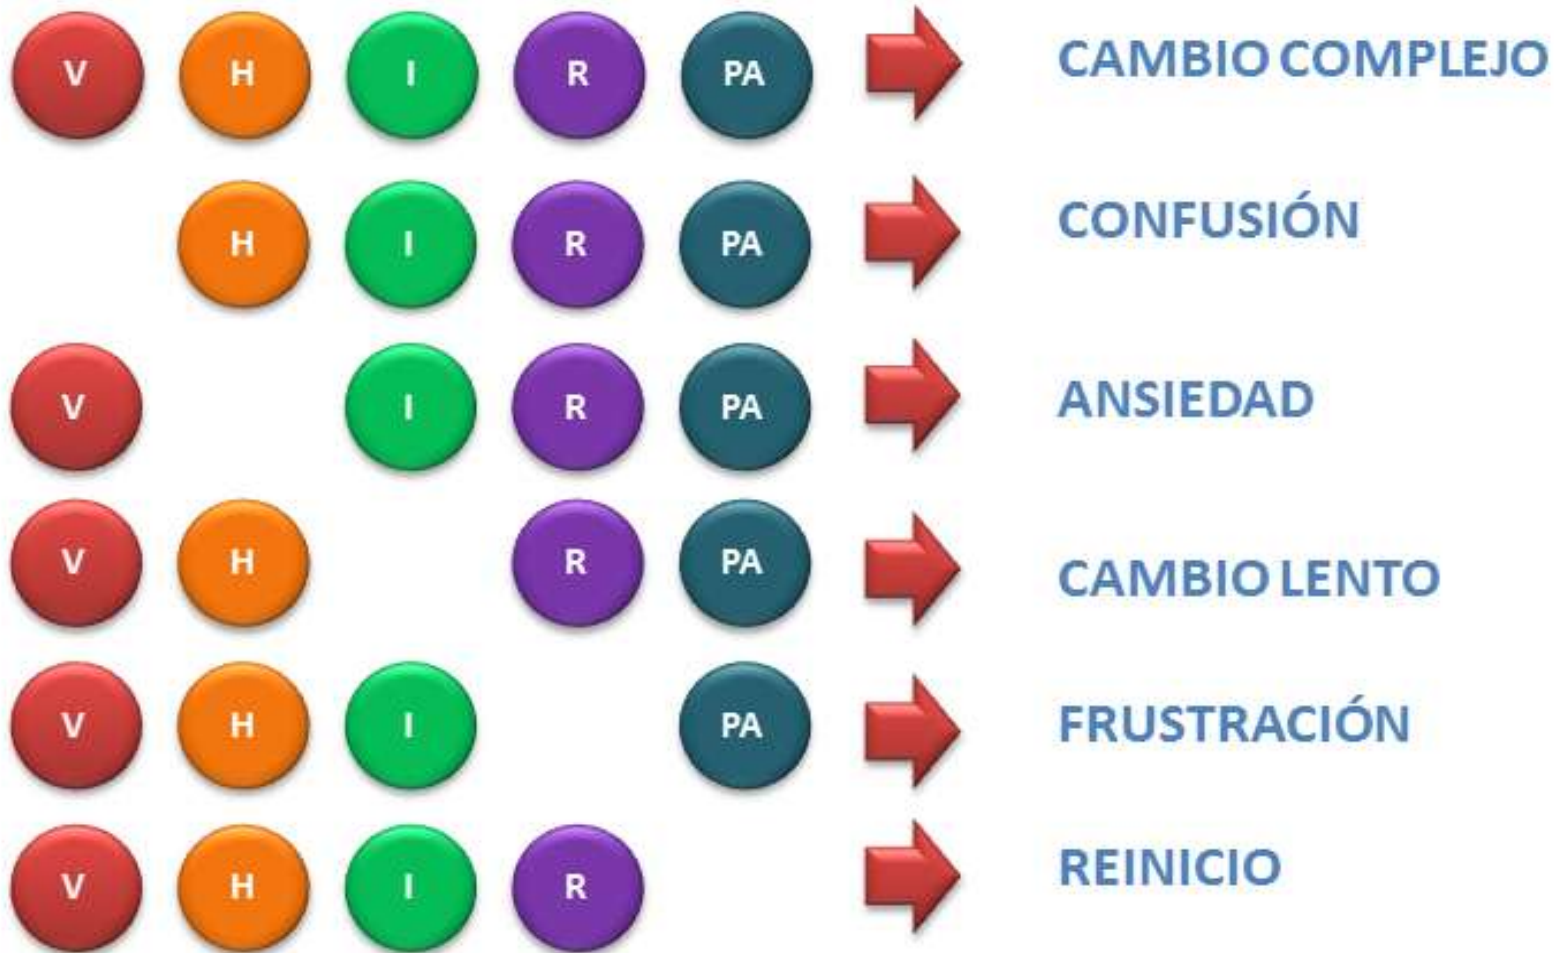 V H I R PA CAMBIO COMPLEJO
H I R PA CONFUSIÓN
V I R PA ANSIEDAD
V H R PA CAMBIO LENTO
V H I PA FRUSTRACIÓN
V H I R REINICIO